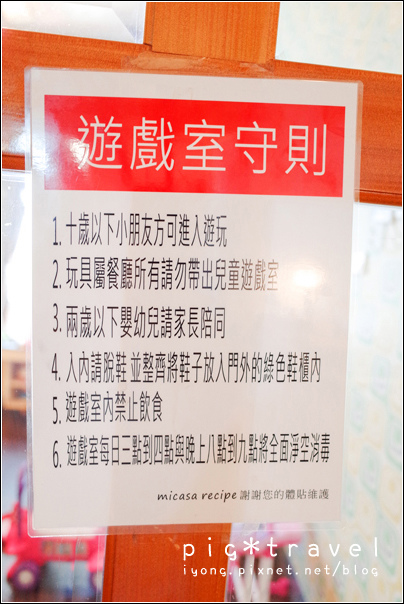 遊戲室守則
1. 十歲以下小朋友方可進入遊玩
2. 玩具屬餐廳所有請勿帶出兒童遊戲室
3. 兩歲以下嬰幼兒請家長陪同
4. 入內請脫鞋 並整齊將鞋子放入門外的綠色鞋櫃內
5. 遊戲室內禁止飲食
6. 遊戲室每日三點到四點與晚上八點到九點將全面淨空消毒
micasa recipe 謝謝您的體貼維護
pig*travel
iyong.pixnet.net/blog